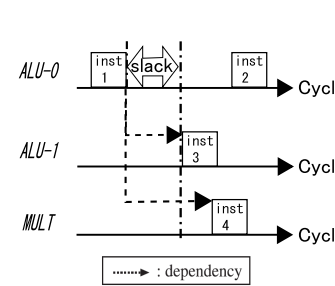 ALU-0
inst
1
slack
inst
2
Cycl
ALU-1
inst
3
Cycl
MULT
inst
4
Cycl
: dependency